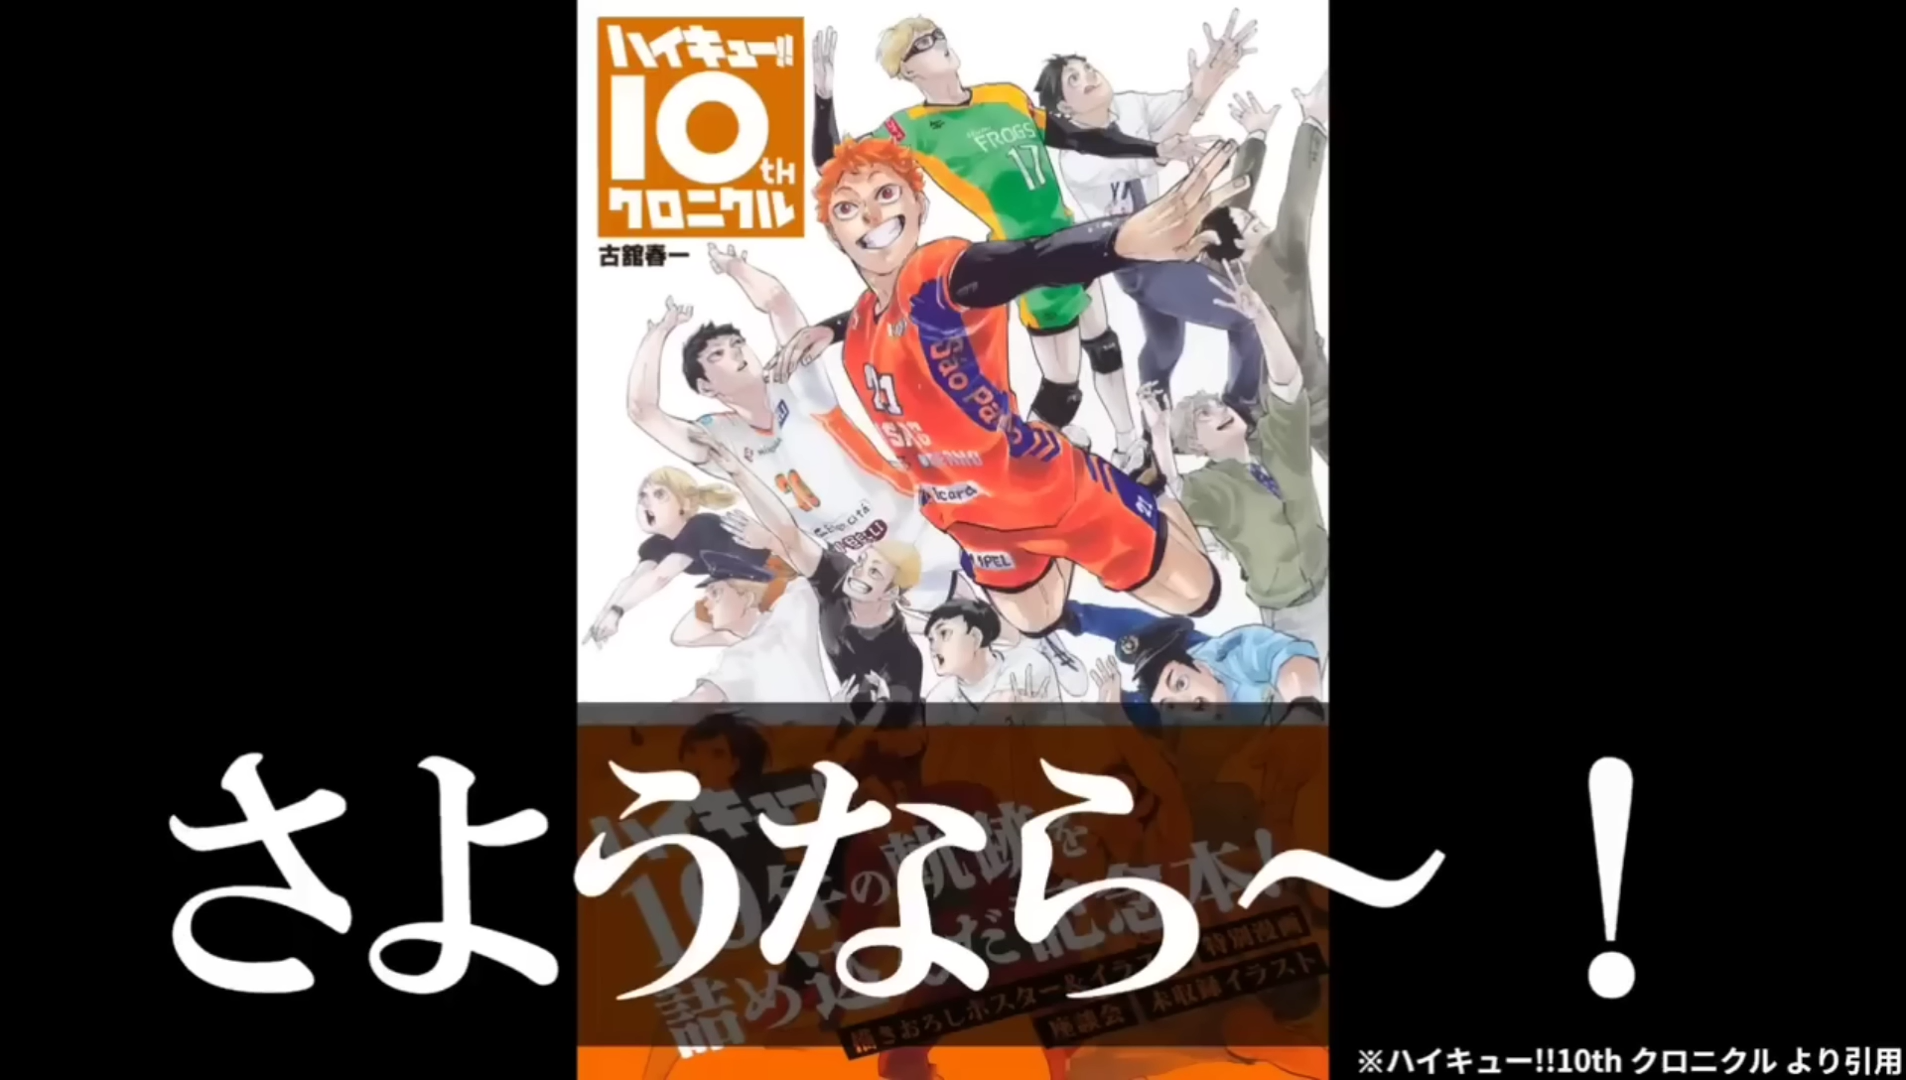 ハイキュー!!
10tH
クロニクル
古舘春一
FROGS
17
São Pa
21
ハイキュー!!
10年の軌跡を
詰め込んだ記念本!
描きおろしポスター&イラスト 特別漫画
座談会 未収録イラスト
さようなら〜!
※ハイキュー!!10th クロニクル より引用